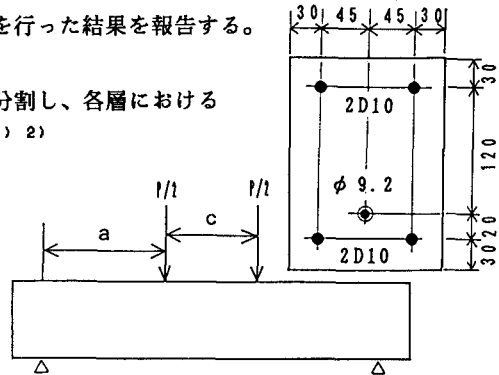 を行った結果を報告する。
分割し、各層における
) 2)
30 45 45 30
30
2D10
120
φ 9.2
20
2D10
30
P/2 P/2
a c